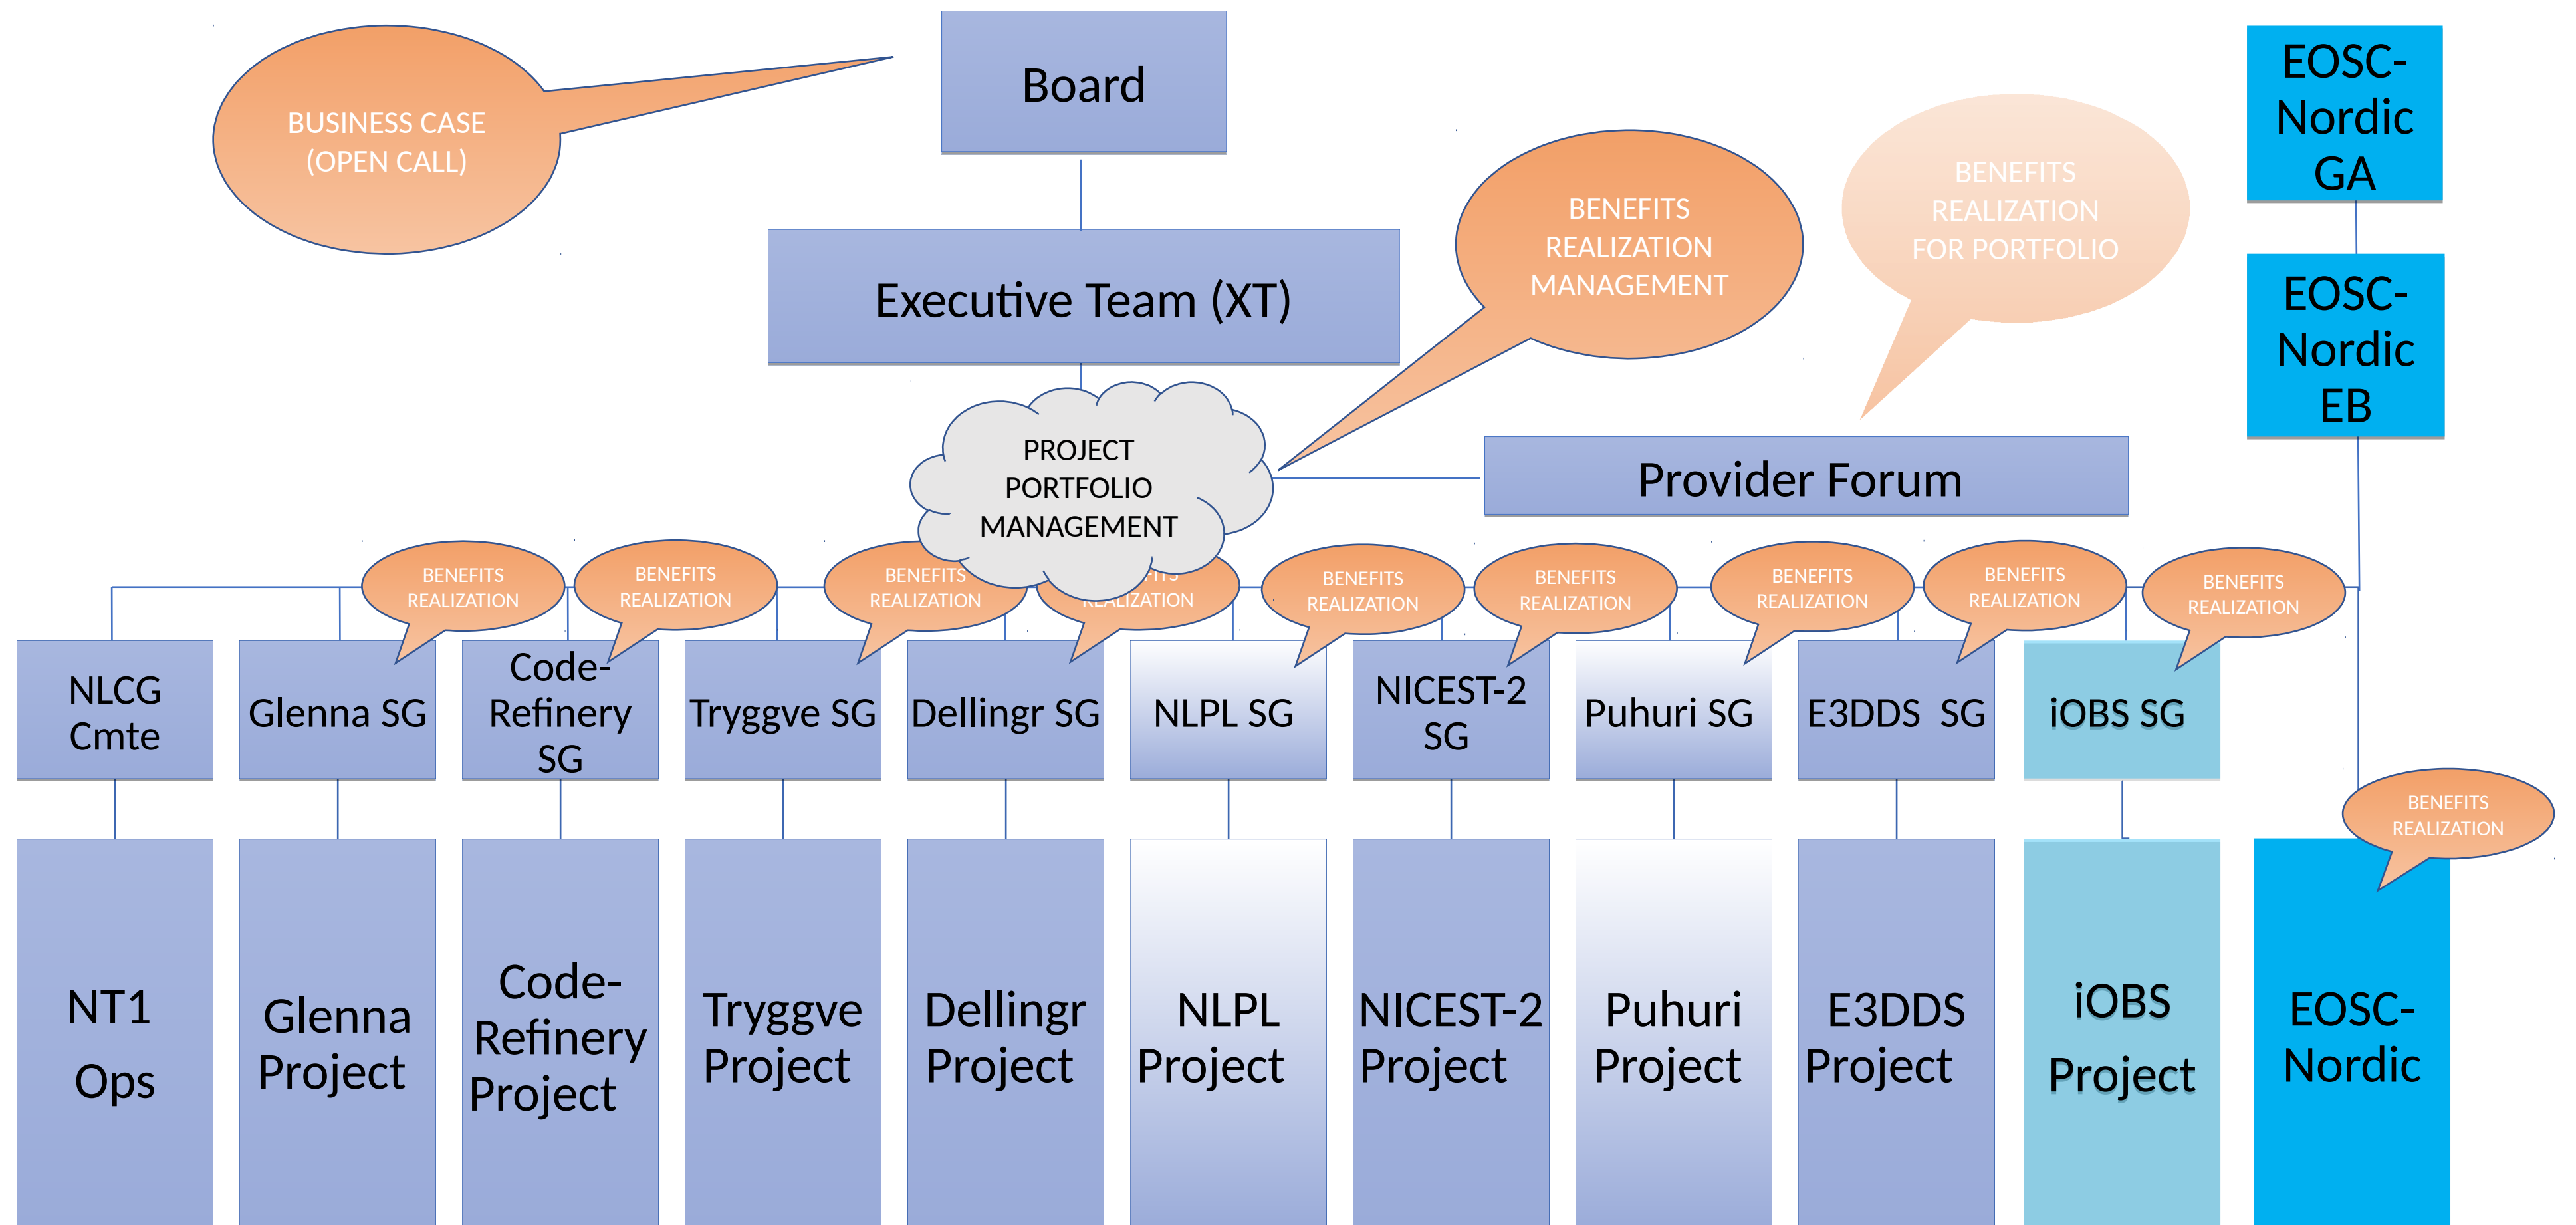 BUSINESS CASE
(OPEN CALL)
Board
EOSC-
Nordic
GA
BENEFITS
REALIZATION
FOR PORTFOLIO
BENEFITS
REALIZATION
MANAGEMENT
Executive Team (XT)
EOSC-
Nordic
EB
PROJECT
PORTFOLIO
MANAGEMENT
Provider Forum
BENEFITS
REALIZATION
BENEFITS
REALIZATION
BENEFITS
REALIZATION
REALIZATION
BENEFITS
REALIZATION
BENEFITS
REALIZATION
BENEFITS
REALIZATION
BENEFITS
REALIZATION
BENEFITS
REALIZATION
NLCG
Cmte
Glenna SG
Code-
Refinery
SG
Tryggve SG
Dellingr SG
NLPL SG
NICEST-2
SG
Puhuri SG
E3DDS  SG
iOBS SG
BENEFITS
REALIZATION
NT1
Ops
Glenna
Project
Code-
Refinery
Project
Tryggve
Project
Dellingr
Project
NLPL
Project
NICEST-2
Project
Puhuri
Project
E3DDS
Project
iOBS
Project
EOSC-
Nordic